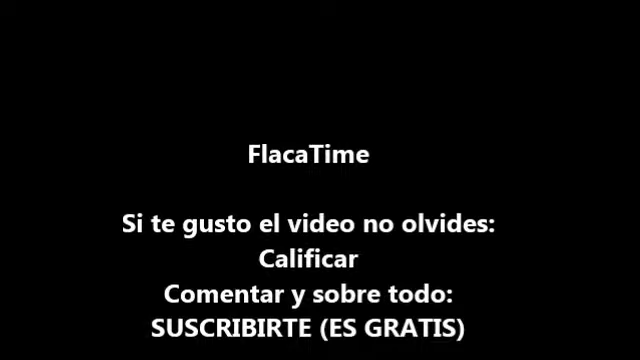 FlacaTime
Si te gusto el video no olvides:
Calificar
Comentar y sobre todo:
SUSCRIBIRTE (ES GRATIS)